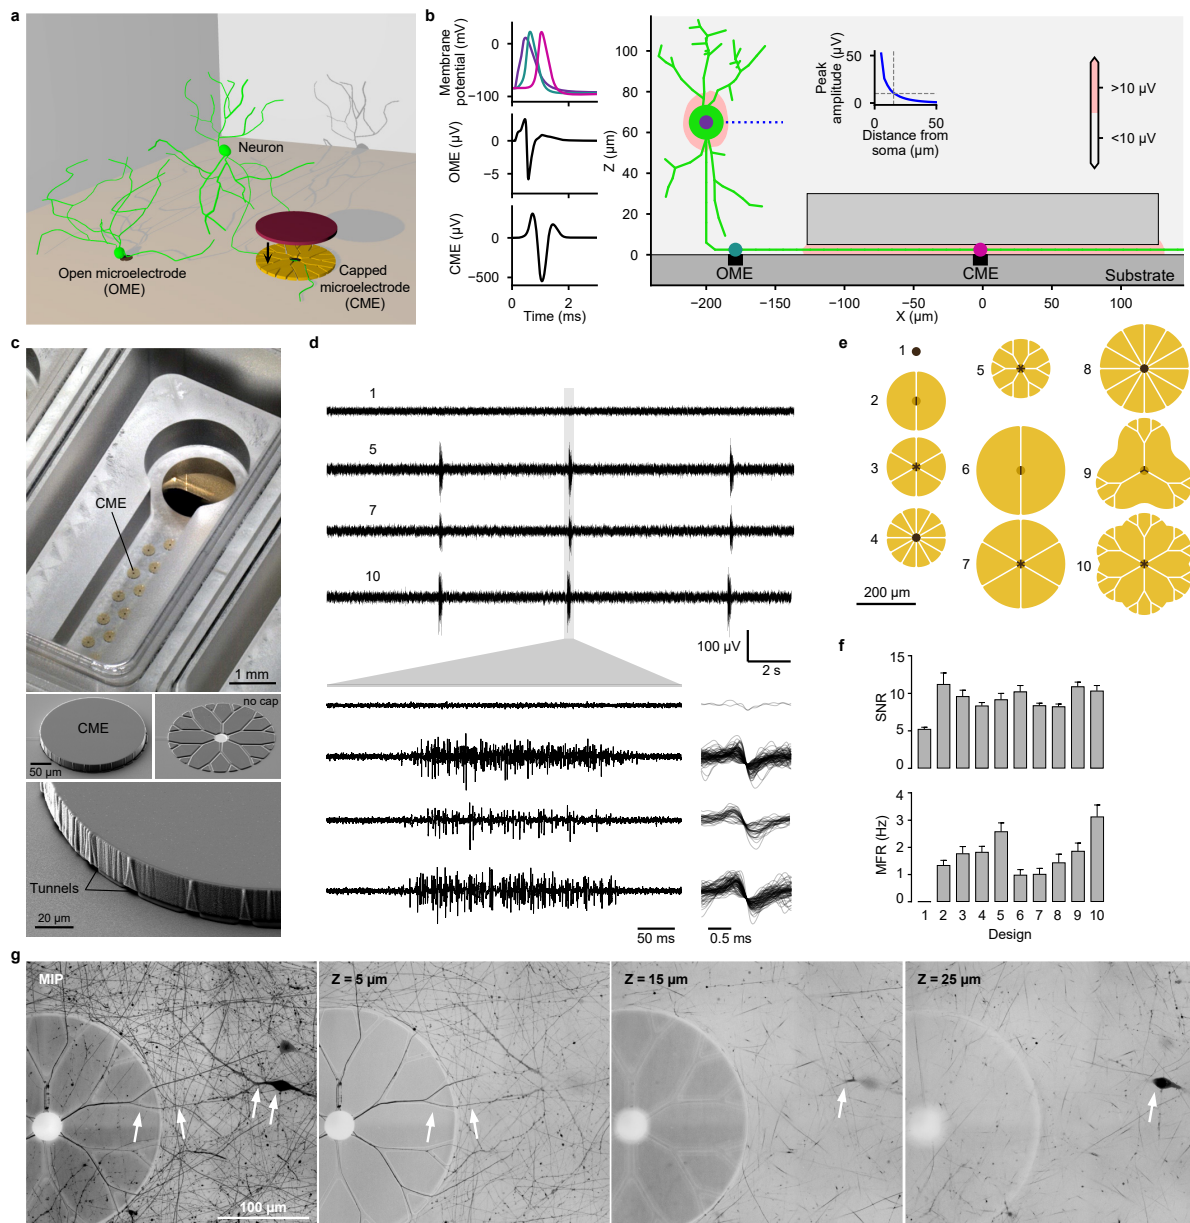 a
Neuron
Open microelectrode
(OME)
Capped
microelectrode
(CME)
b
Membrane
potential (mV)
0
−100
OME (µV)
0
−5
CME (µV)
0
−500
0
2
Time (ms)
Z (µm)
100
80
60
40
20
0
Peak
amplitude (µV)
50
0
0
50
Distance from
soma (µm)
>10 µV
<10 µV
OME
CME
Substrate
−200
−150
−100
−50
0
50
100
X (µm)
c
CME
1 mm
CME
50 µm
no cap
Tunnels
20 µm
d
1
5
7
10
100 µV
2 s
50 ms
0.5 ms
e
1
2
3
4
5
6
7
8
9
10
200 µm
f
SNR
15
10
5
0
MFR (Hz)
4
3
2
1
0
1 2 3 4 5 6 7 8 9 10
Design
g
MIP
100 µm
Z = 5 µm
Z = 15 µm
Z = 25 µm